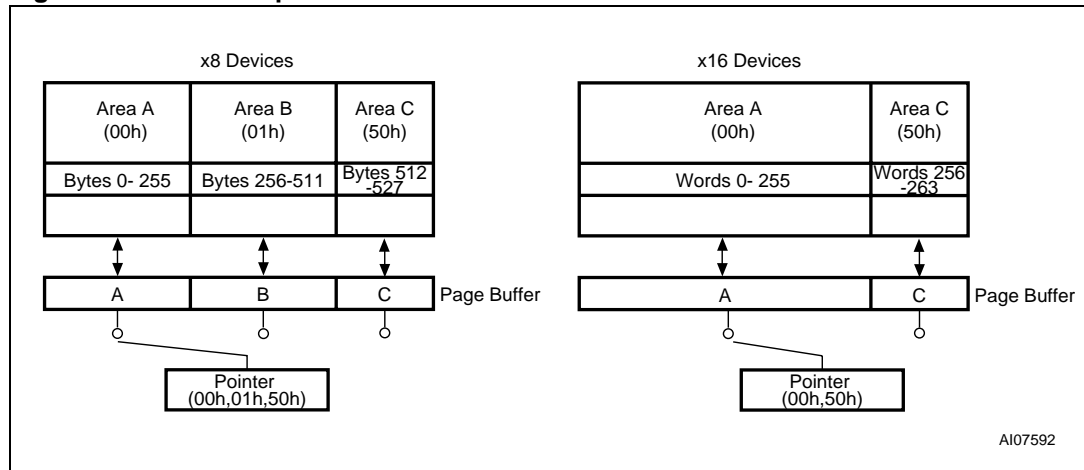 x8 Devices
Area A
(00h)
Area B
(01h)
Area C
(50h)
Bytes 0- 255
Bytes 256-511
Bytes 512
-527
A
B
C
Page Buffer
Pointer
(00h,01h,50h)
x16 Devices
Area A
(00h)
Area C
(50h)
Words 0- 255
Words 256
-263
A
C
Page Buffer
Pointer
(00h,50h)
AI07592